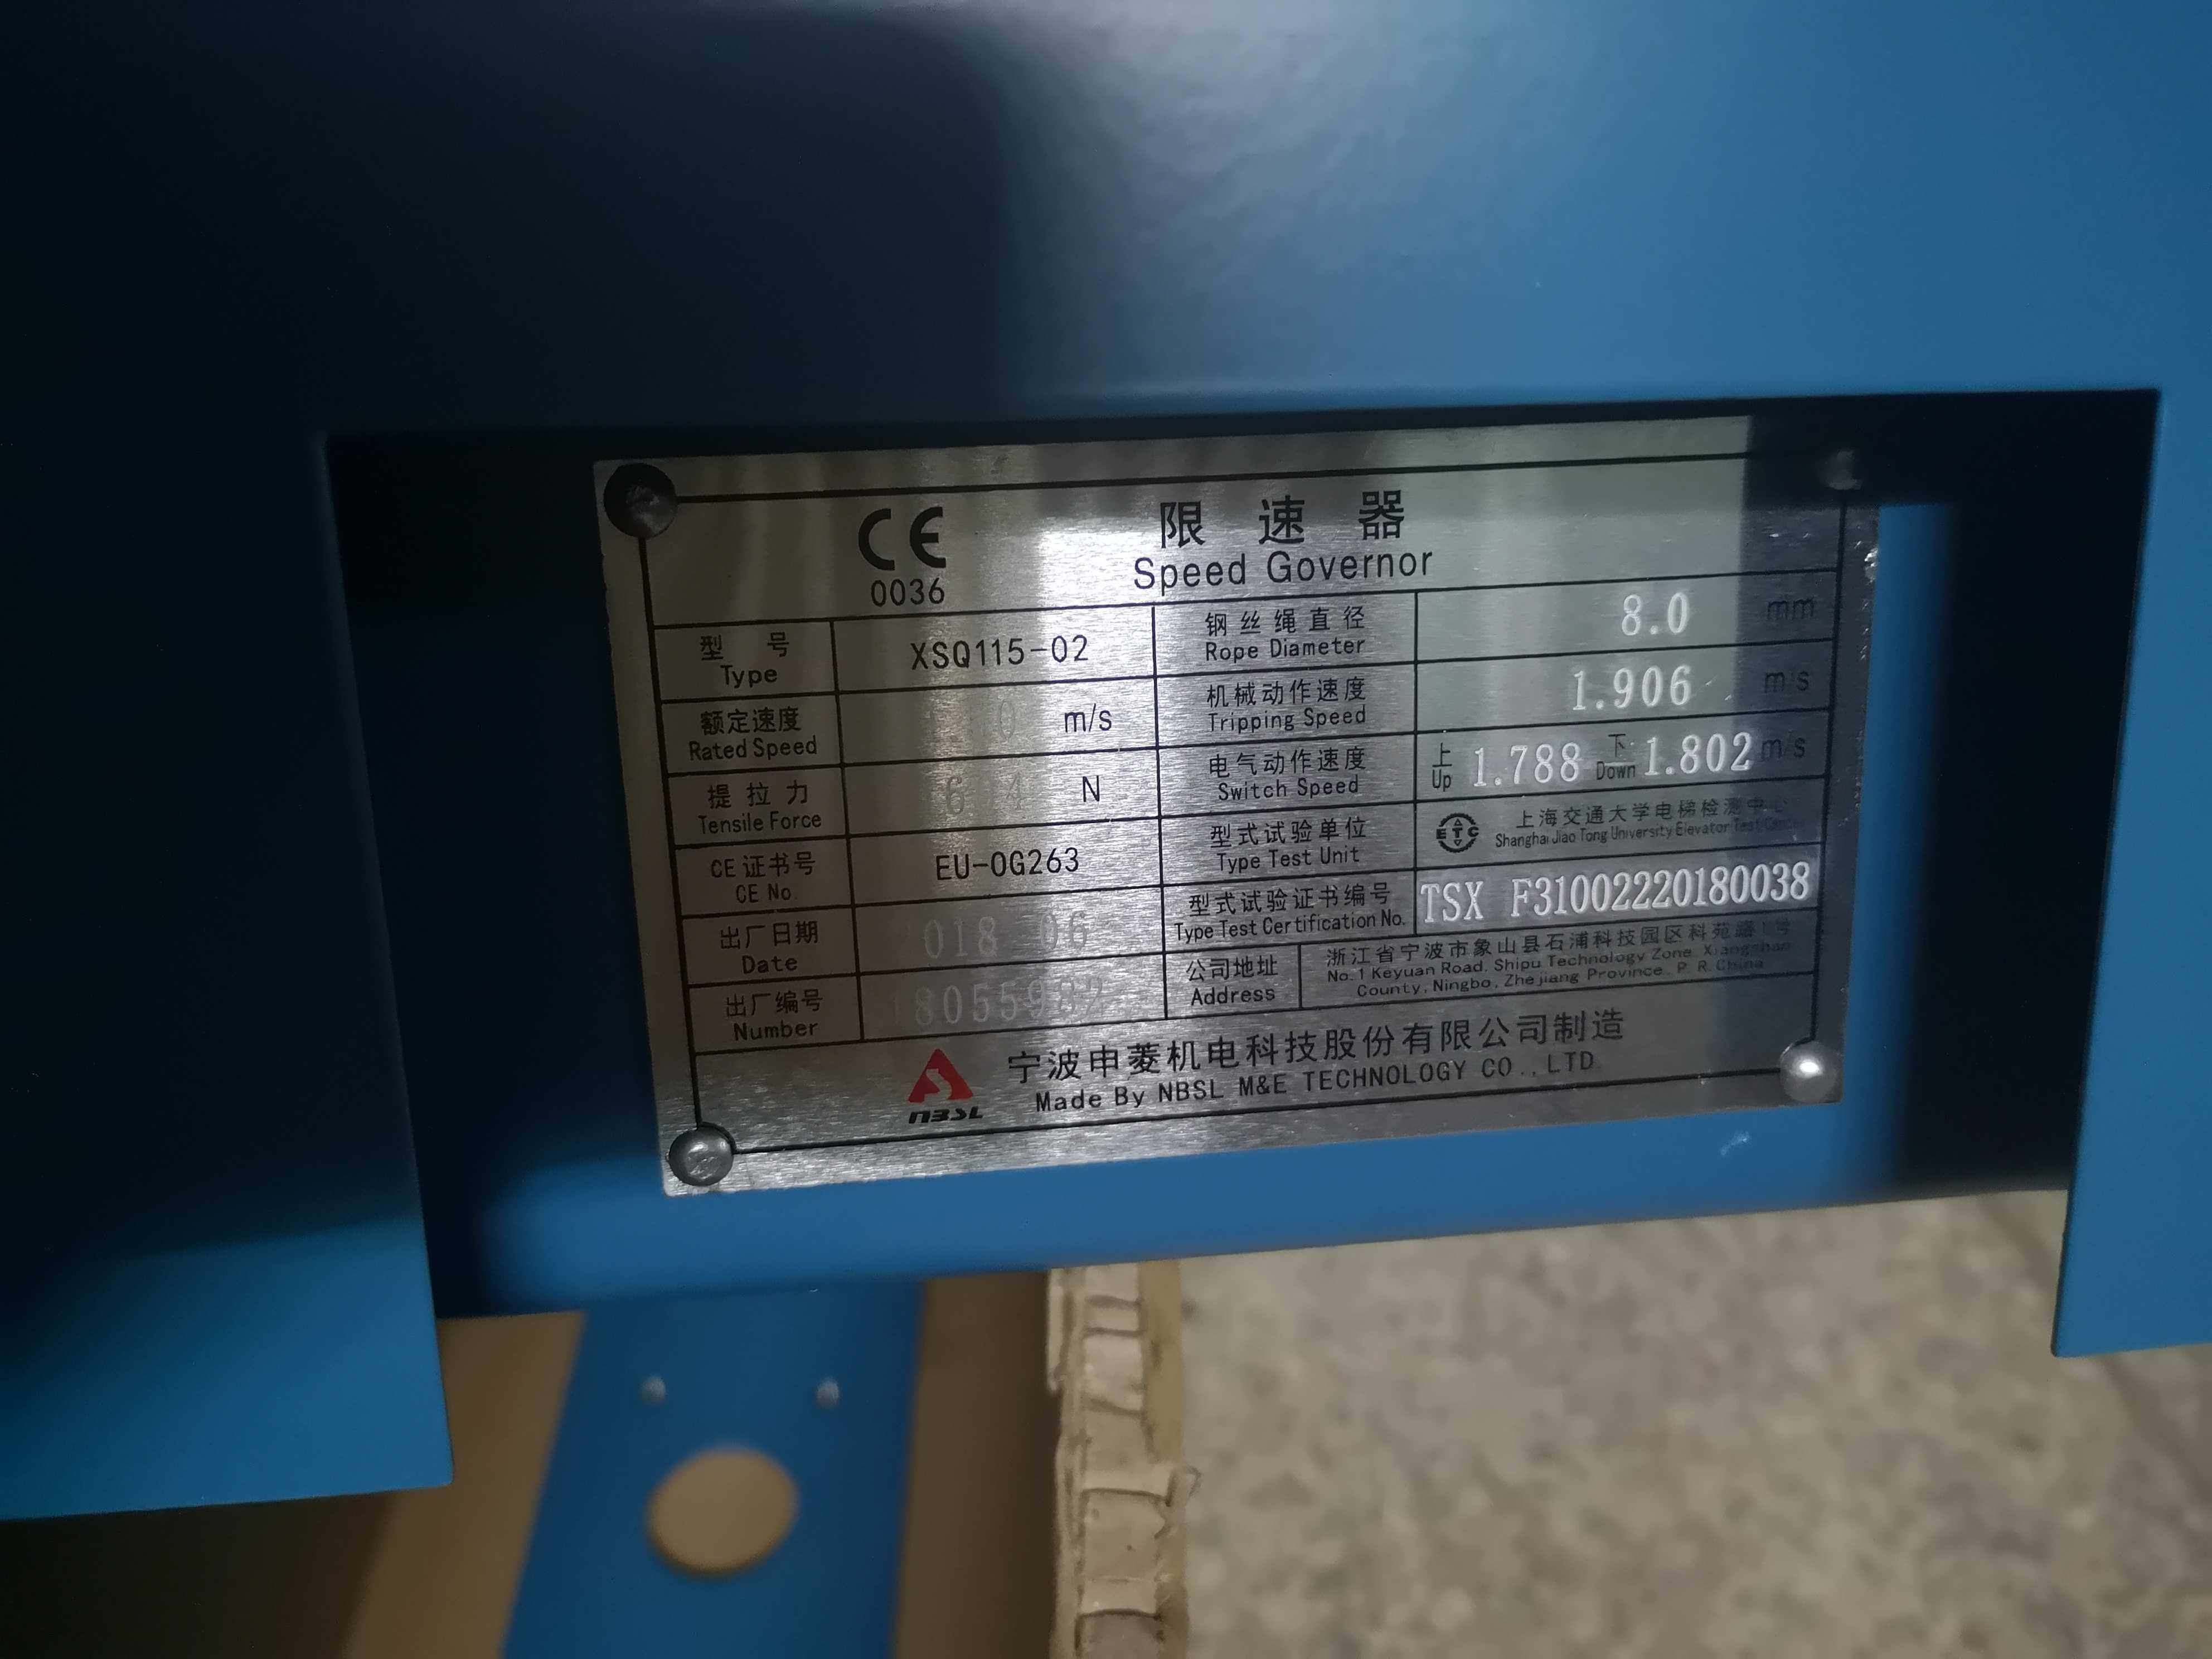 CE
0036
限速器
Speed Governor
型号
Type
XSQ115-02
钢丝绳直径
Rope Diameter
8.0 mm
额定速度
Rated Speed
m/s
机械动作速度
Tripping Speed
1.906 m/s
提拉力
Tensile Force
N
电气动作速度
Switch Speed
上 Up 1.788 下 Down 1.802 m/s
CE证书号
CE No.
EU-OG263
型式试验单位
Type Test Unit
ETC
上海交通大学电梯检测中心
Shanghai Jiao Tong University Elevator Test Center
出厂日期
Date
型式试验证书编号
Type Test Certification No.
TSX F31002220180038
出厂编号
Number
公司地址
Address
浙江省宁波市象山县石浦科技园区科苑路1号
No.1 Keyuan Road, Shipu Technology Zone, Xiangshan
County, Ningbo, Zhejiang Province, P. R. China
NBSL
宁波申菱机电科技股份有限公司制造
Made By NBSL M&E TECHNOLOGY CO., LTD